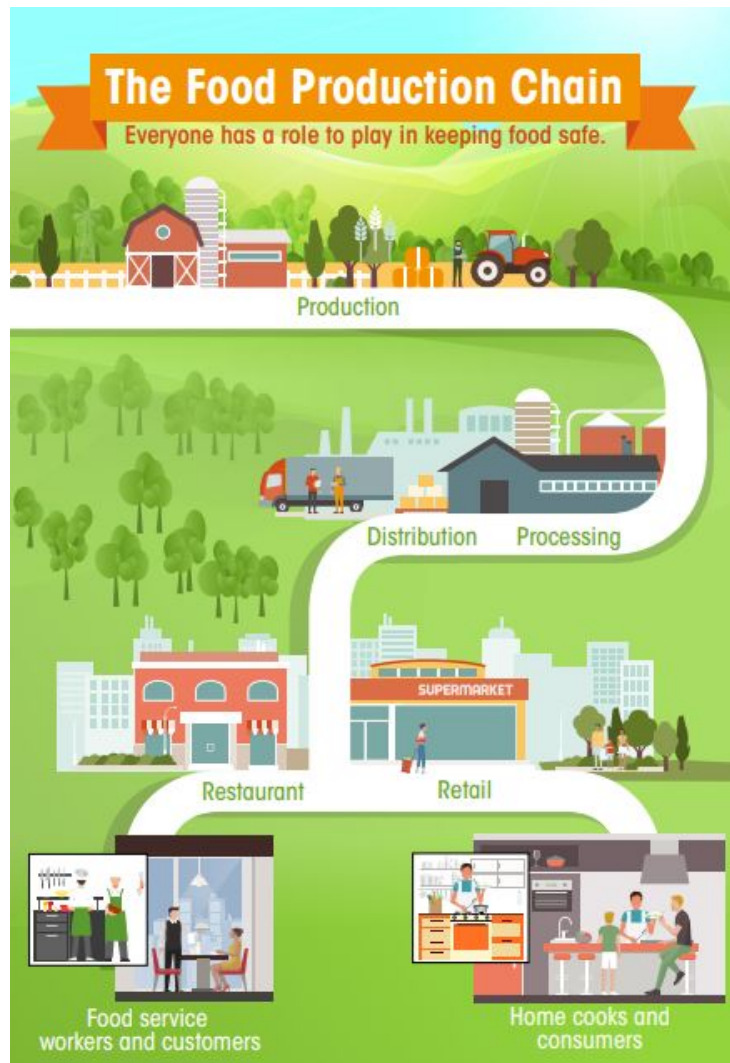 The Food Production Chain
Everyone has a role to play in keeping food safe.
Production
Distribution
Processing
SUPERMARKET
Restaurant
Retail
Food service
workers and customers
Home cooks and
consumers